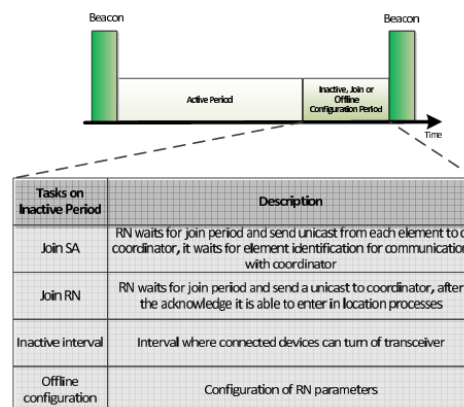 Beacon
Beacon
Active Period
Inactive, Join or
Offline
Configuration Period
Time
Tasks on
Inactive Period
Description
Join SA
RN waits for join period and send unicast from each element to
coordinator, it waits for element identification for communication
with coordinator
Join RN
RN waits for join period and send a unicast to coordinator, after
the acknowledge it is able to enter in location processes
Inactive interval
Interval where connected devices can turn of transceiver
Offline
configuration
Configuration of RN parameters